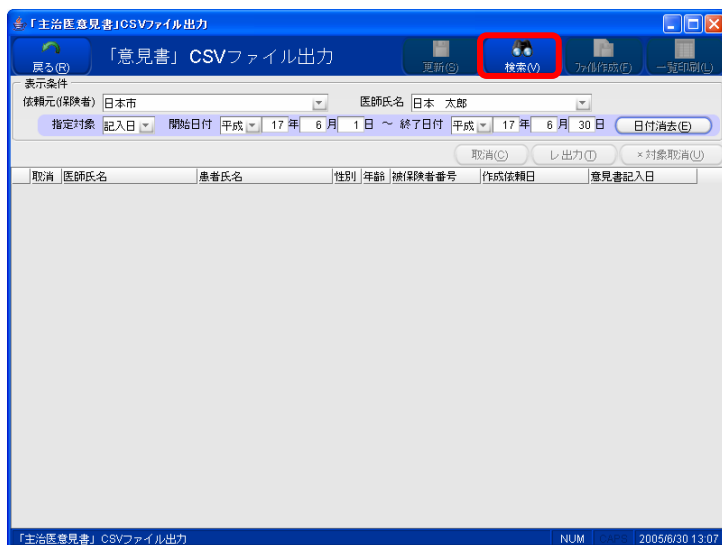 「主治医意見書」CSVファイル出力
戻る(R) 「意見書」 CSVファイル出力 更新(S) 検索(V) ファイル作成(F) 一覧印刷(L)
表示条件
依頼元(保険者) 日本市 医師氏名 日本 太郎
指定対象 記入日 開始日付 平成 17 年 6 月 1 日 ～ 終了日付 平成 17 年 6 月 30 日 日付消去(E)
取消(C) レ出力(T) ×対象取消(U)
取消 医師氏名 患者氏名 性別 年齢 被保険者番号 作成依頼日 意見書記入日
「主治医意見書」 CSVファイル出力 NUM CAPS 2005/6/30 13:07